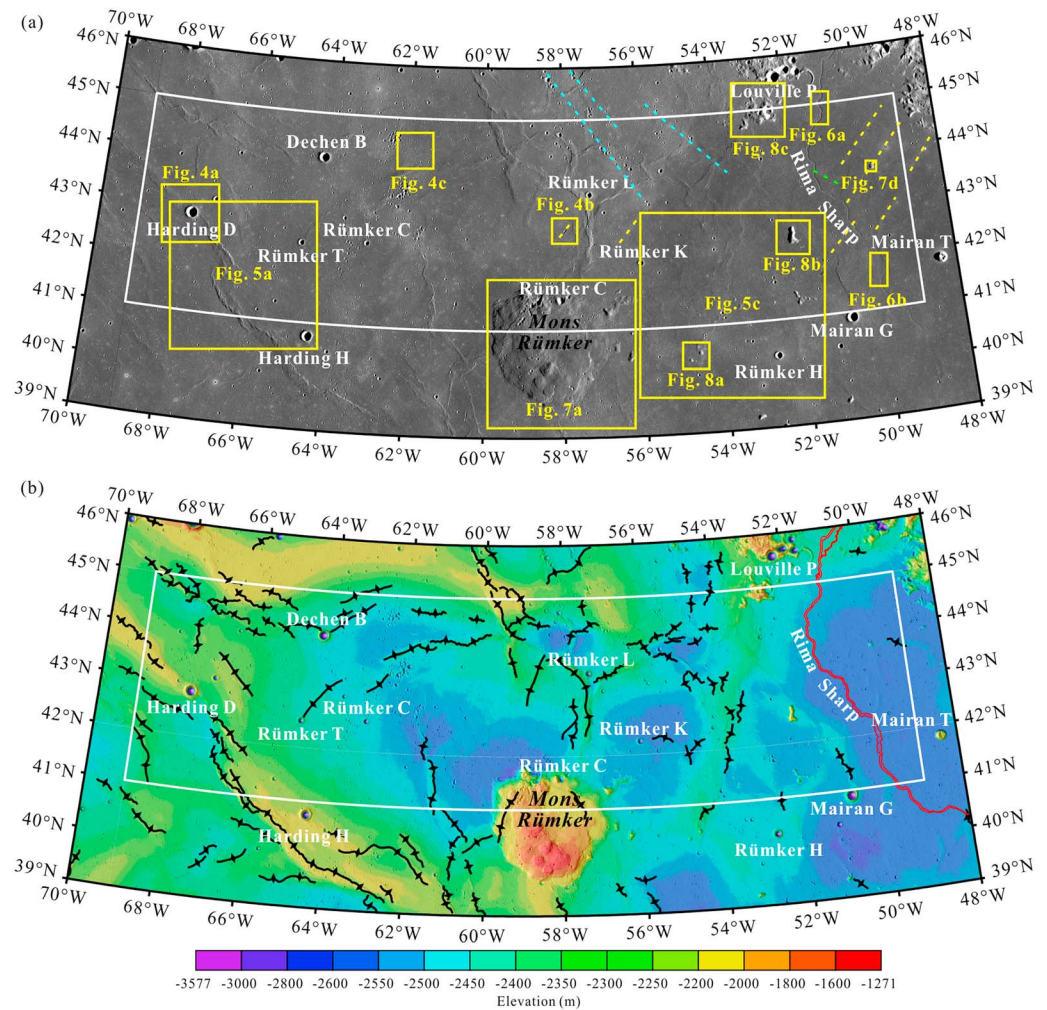 (a)
70°W 68°W 66°W 64°W 62°W 60°W 58°W 56°W 54°W 52°W 50°W 48°W
46°N 46°N
45°N 45°N
44°N 44°N
43°N 43°N
42°N 42°N
41°N 41°N
40°N 40°N
39°N 39°N
Louville P
Fig. 6a
Fig. 8c
Dechen B
Fig. 4c
Fig. 4a
Rima Sharp
Fig. 7d
Rümker L
Fig. 4b
Harding D
Rümker C
Rümker T
Rümker K
Mairan T
Fig. 8b
Fig. 5a
Rümker C
Fig. 5c
Fig. 6b
Mons
Rümker
Mairan G
Harding H
Fig. 8a
Rümker H
Fig. 7a
70°W 68°W 66°W 64°W 62°W 60°W 58°W 56°W 54°W 52°W 50°W 48°W
(b)
70°W 68°W 66°W 64°W 62°W 60°W 58°W 56°W 54°W 52°W 50°W 48°W
46°N 46°N
45°N 45°N
44°N 44°N
43°N 43°N
42°N 42°N
41°N 41°N
40°N 40°N
39°N 39°N
Louville P
Dechen B
Rima Sharp
Rümker L
Harding D
Rümker C
Rümker T
Rümker K
Mairan T
Rümker C
Mons
Rümker
Mairan G
Harding H
Rümker H
70°W 68°W 66°W 64°W 62°W 60°W 58°W 56°W 54°W 52°W 50°W 48°W
-3577 -3000 -2800 -2600 -2550 -2500 -2450 -2400 -2300 -2350 -2250 -2200 -2000 -1800 -1600 -1271
Elevation (m)